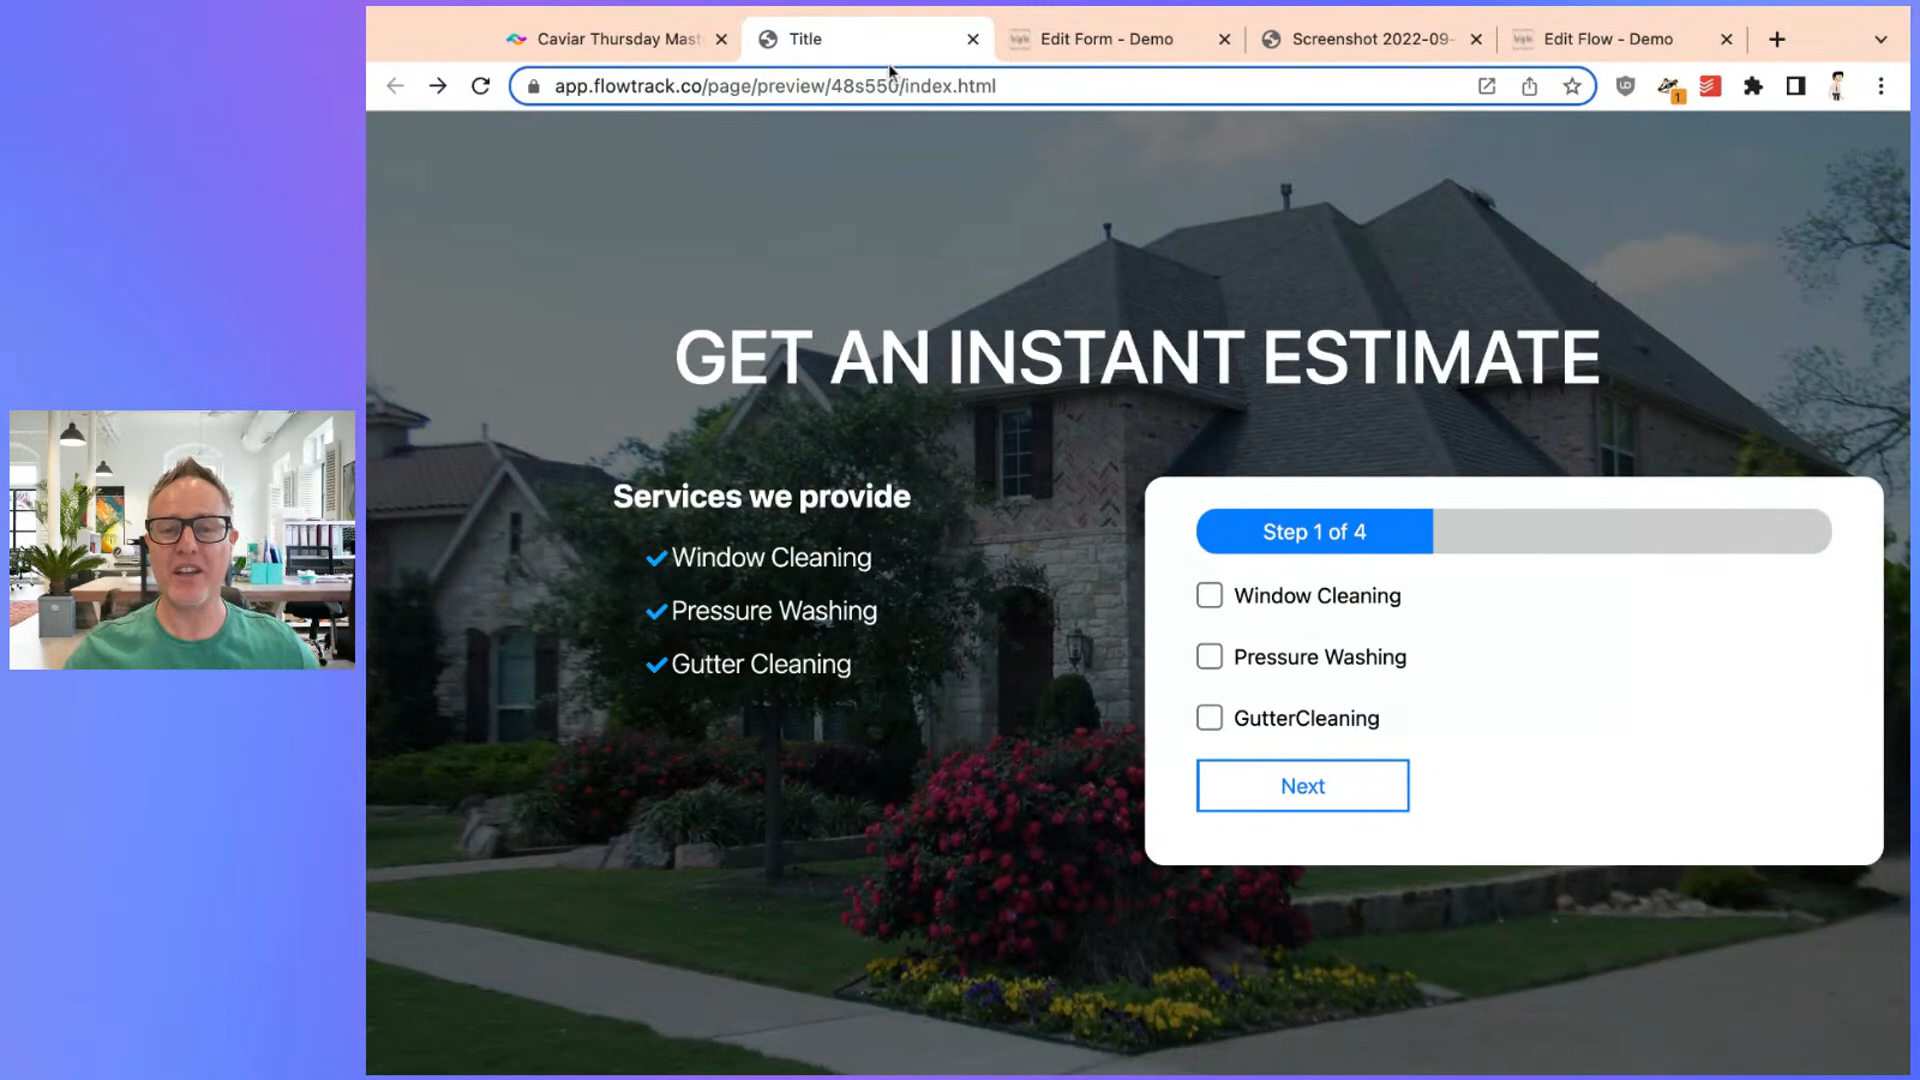 Caviar Thursday Mast
Title
Edit Form - Demo
Screenshot 2022-09-
Edit Flow - Demo
app.flowtrack.co/page/preview/48s550/index.html
1
GET AN INSTANT ESTIMATE
Services we provide
Window Cleaning
Pressure Washing
Gutter Cleaning
Step 1 of 4
Window Cleaning
Pressure Washing
GutterCleaning
Next